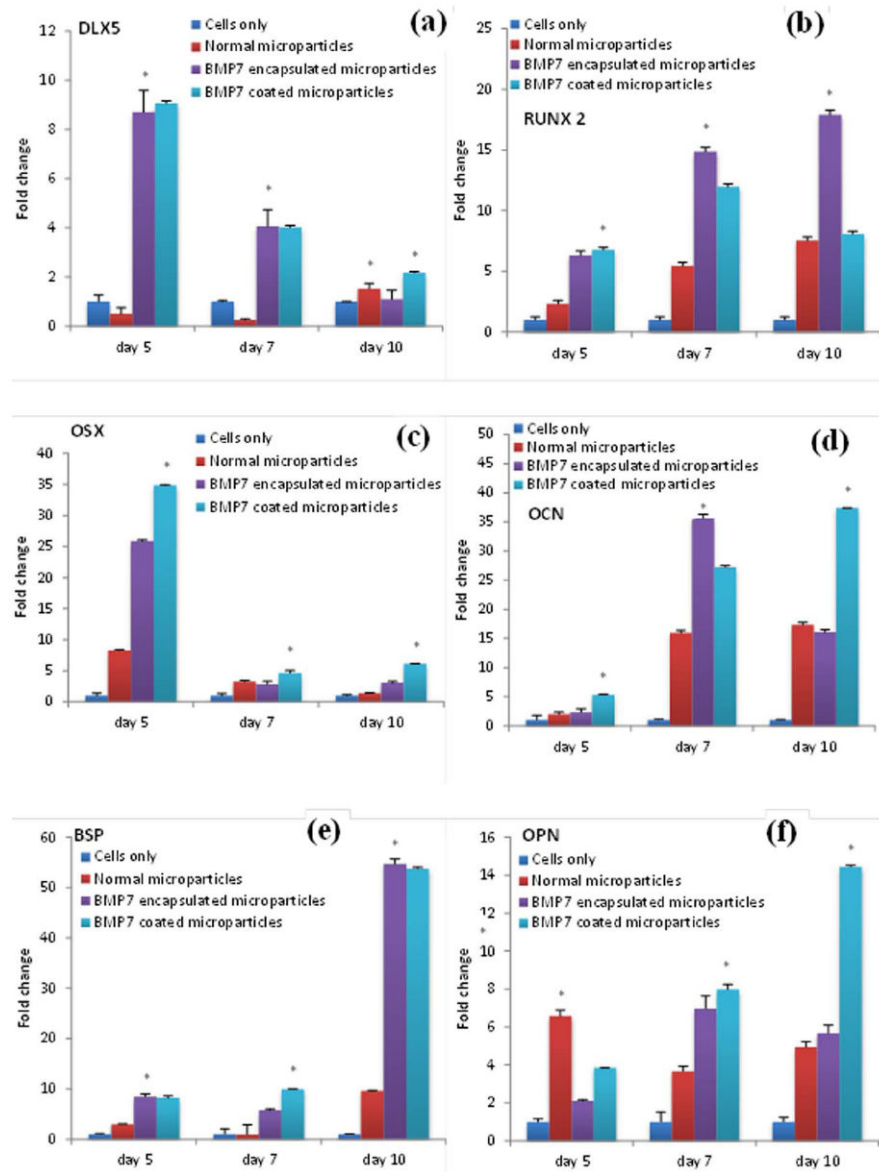 DLX5
(a)
Cells only
Normal microparticles
BMP7 encapsulated microparticles
BMP7 coated microparticles
Fold change
12
10
8
6
4
2
0
*
*
*
*
day 5
day 7
day 10
(b)
Cells only
Normal microparticles
BMP7 encapsulated microparticles
BMP7 coated microparticles
RUNX 2
Fold change
25
20
15
10
5
0
*
*
*
day 5
day 7
day 10
OSX
(c)
Cells only
Normal microparticles
BMP7 encapsulated microparticles
BMP7 coated microparticles
Fold change
40
35
30
25
20
15
10
5
0
*
*
*
day 5
day 7
day 10
(d)
Cells only
Normal microparticles
BMP7 encapsulated microparticles
BMP7 coated microparticles
OCN
Fold change
50
45
40
35
30
25
20
15
10
5
0
*
*
*
day 5
day 7
day 10
BSP
(e)
Cells only
Normal microparticles
BMP7 encapsulated microparticles
BMP7 coated microparticles
Fold change
60
50
40
30
20
10
0
*
*
*
day 5
day 7
day 10
OPN
(f)
Cells only
Normal microparticles
BMP7 encapsulated microparticles
BMP7 coated microparticles
Fold change
16
14
12
10
8
6
4
2
0
*
*
*
*
day 5
day 7
day 10